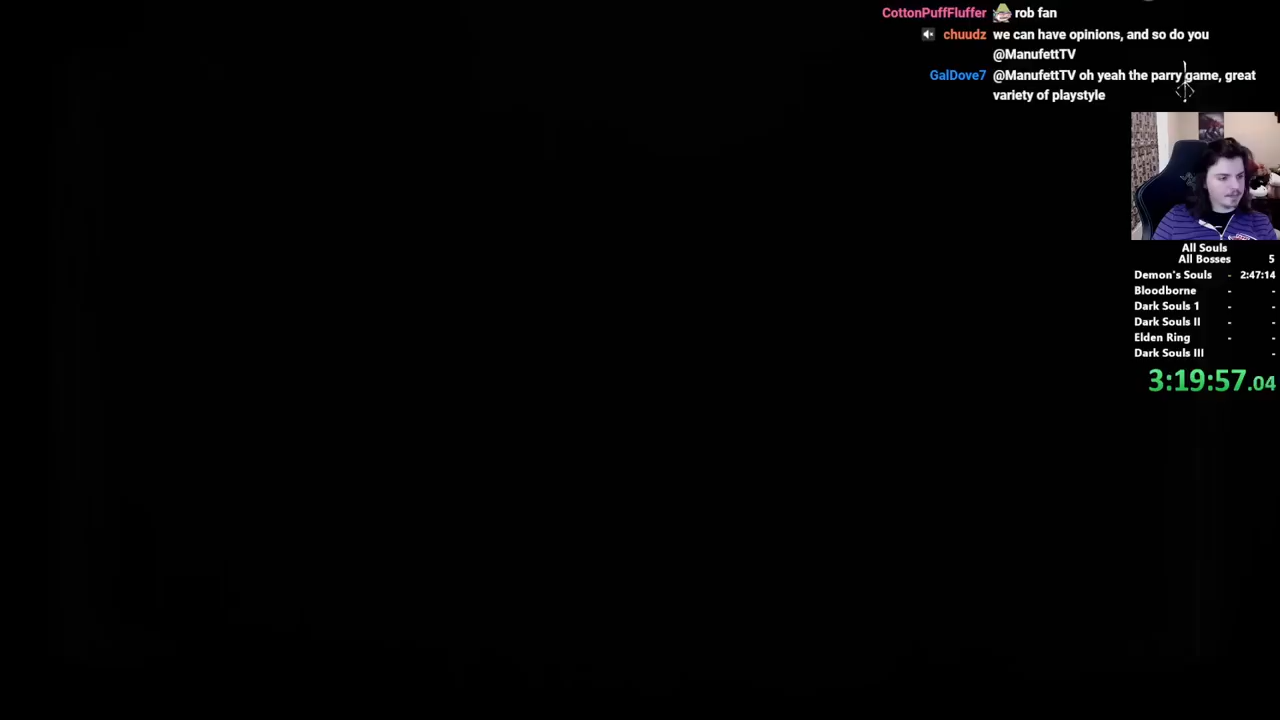 CottonPuffFluffer rob fan
chuudz we can have opinions, and so do you
@ManufettTV
GalDove7 @ManufettTV oh yeah the parry game, great
variety of playstyle
All Souls
All Bosses 5
Demon's Souls - 2:47:14
Bloodborne - -
Dark Souls 1 - -
Dark Souls II - -
Elden Ring - -
Dark Souls III -
3:19:57.04